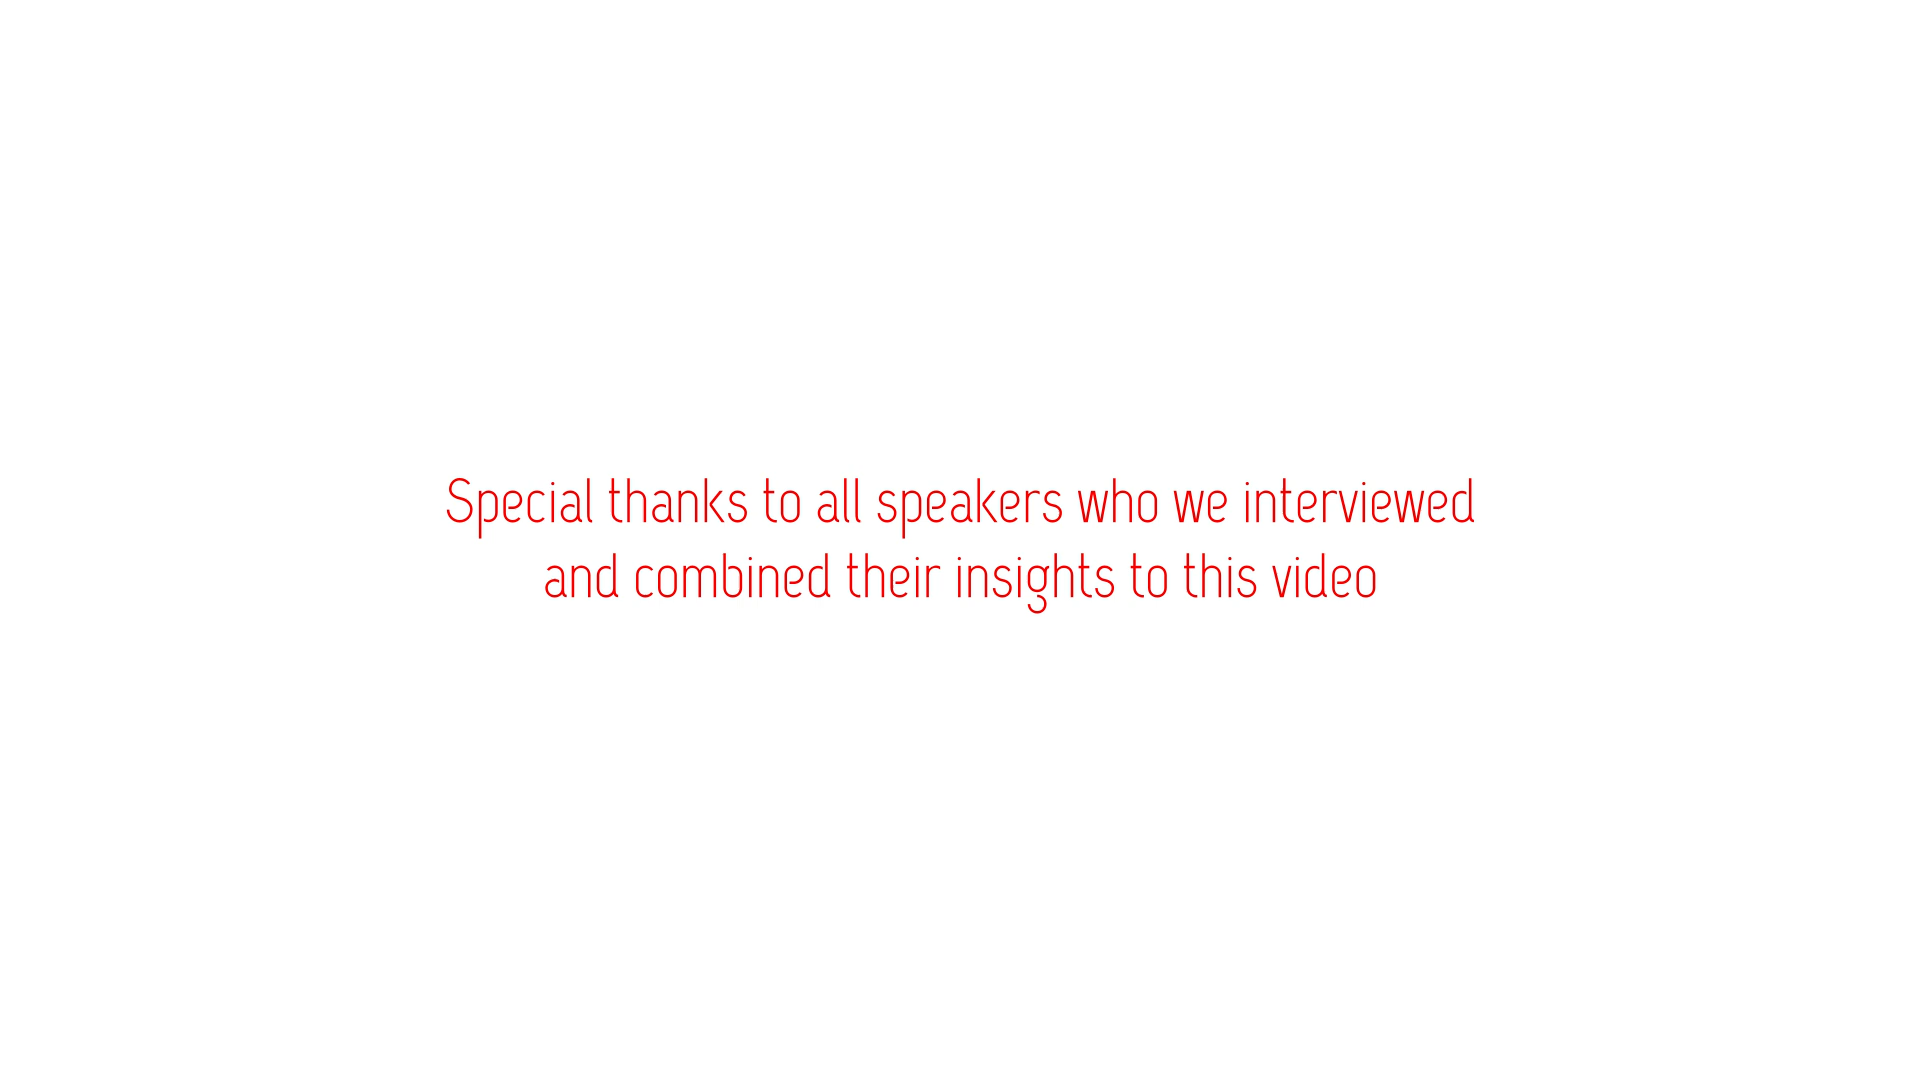 Special thanks to all speakers who we interviewed
and combined their insights to this video